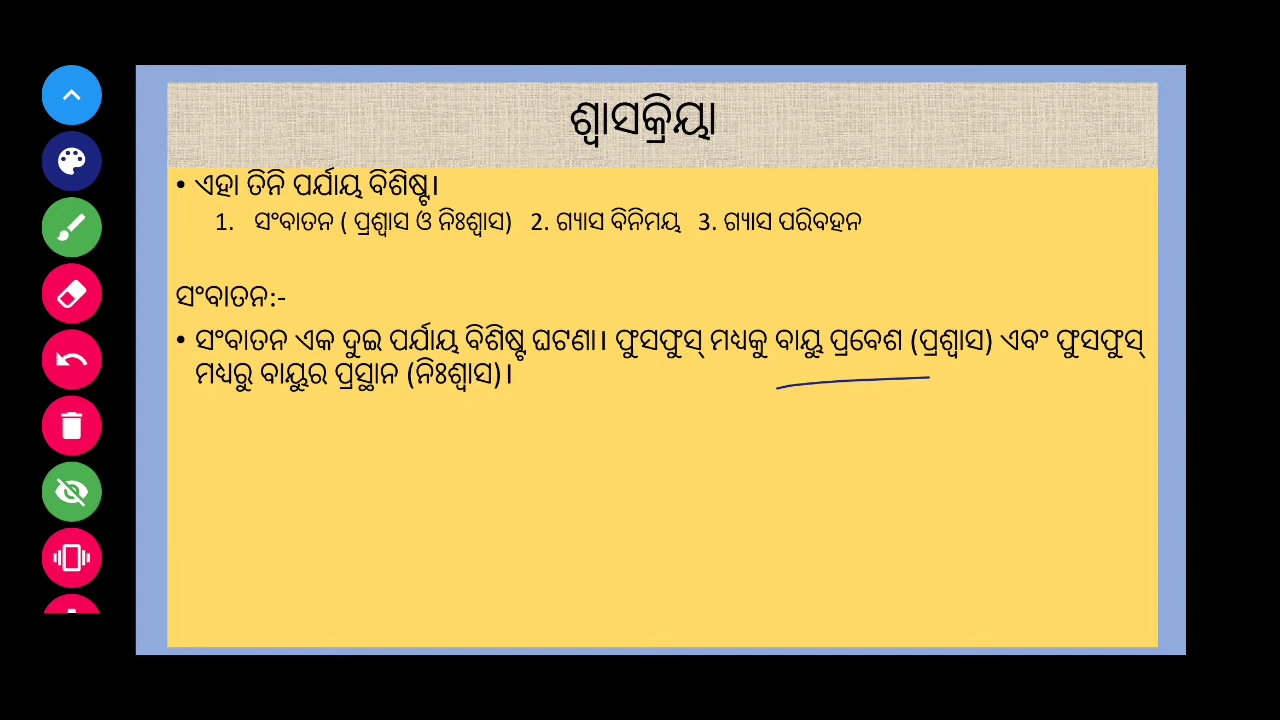 ଶ୍ୱାସକ୍ରିୟା
• ଏହା ତିନି ପର୍ଯାୟ ବିଶିଷ୍ଟ।
1. ସଂବାତନ ( ପ୍ରଶ୍ୱାସ ଓ ନିଃଶ୍ୱାସ) 2. ଗ୍ୟାସ ବିନିମୟ 3. ଗ୍ୟାସ ପରିବହନ
ସଂବାତନ:-
• ସଂବାତନ ଏକ ଦୁଇ ପର୍ଯାୟ ବିଶିଷ୍ଟ ଘଟଣା। ଫୁସଫୁସ୍ ମଧ୍ୟକୁ ବାୟୁ ପ୍ରବେଶ (ପ୍ରଶ୍ୱାସ) ଏବଂ ଫୁସଫୁସ୍
ମଧ୍ୟରୁ ବାୟୁର ପ୍ରସ୍ଥାନ (ନିଃଶ୍ୱାସ)।